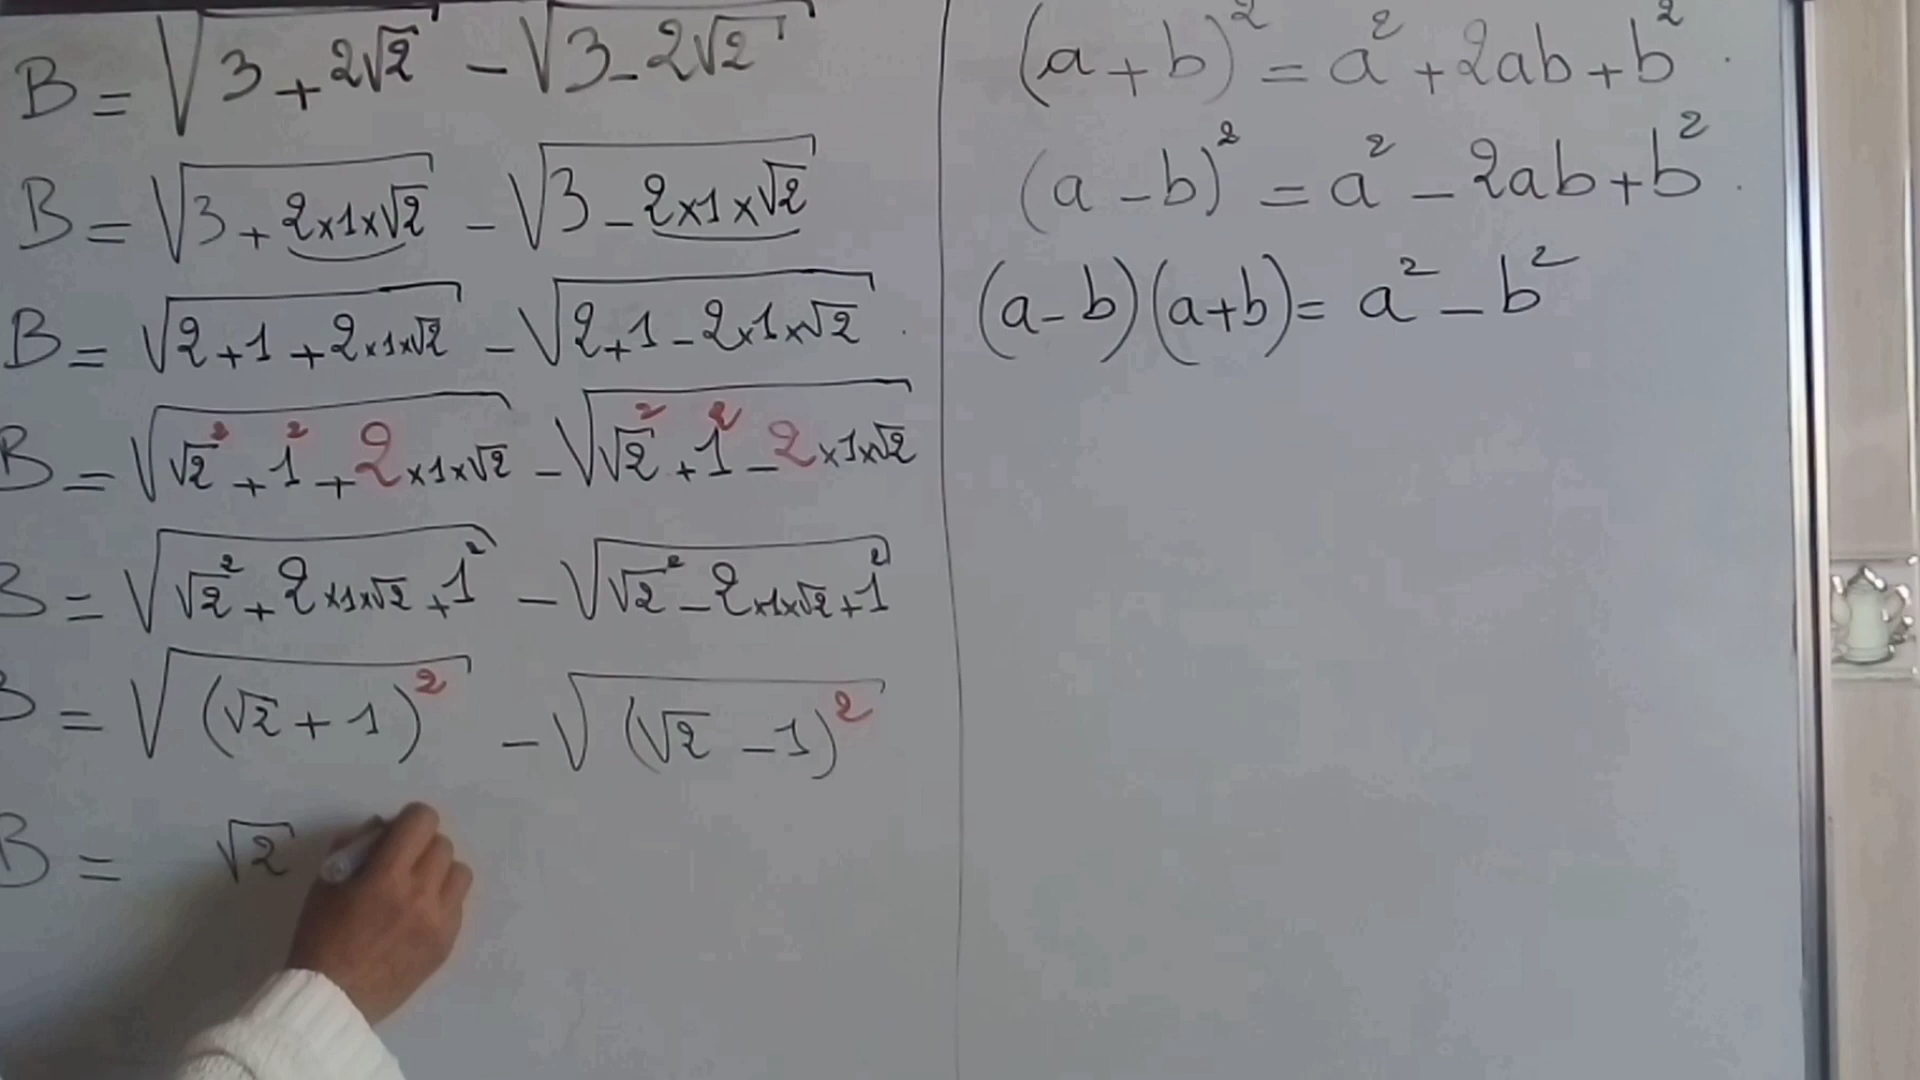 B = √(3 + 2√2) - √(3 - 2√2)
B = √(3 + 2×1×√2) - √(3 - 2×1×√2)
B = √(2 + 1 + 2×1×√2) - √(2 + 1 - 2×1×√2)
B = √(√2² + 1² + 2×1×√2) - √(√2² + 1² - 2×1×√2)
B = √(√2² + 2×1×√2 + 1²) - √(√2² - 2×1×√2 + 1²)
B = √((√2 + 1)²) - √((√2 - 1)²)
B = √2
(a + b)² = a² + 2ab + b²
(a - b)² = a² - 2ab + b²
(a - b)(a + b) = a² - b²